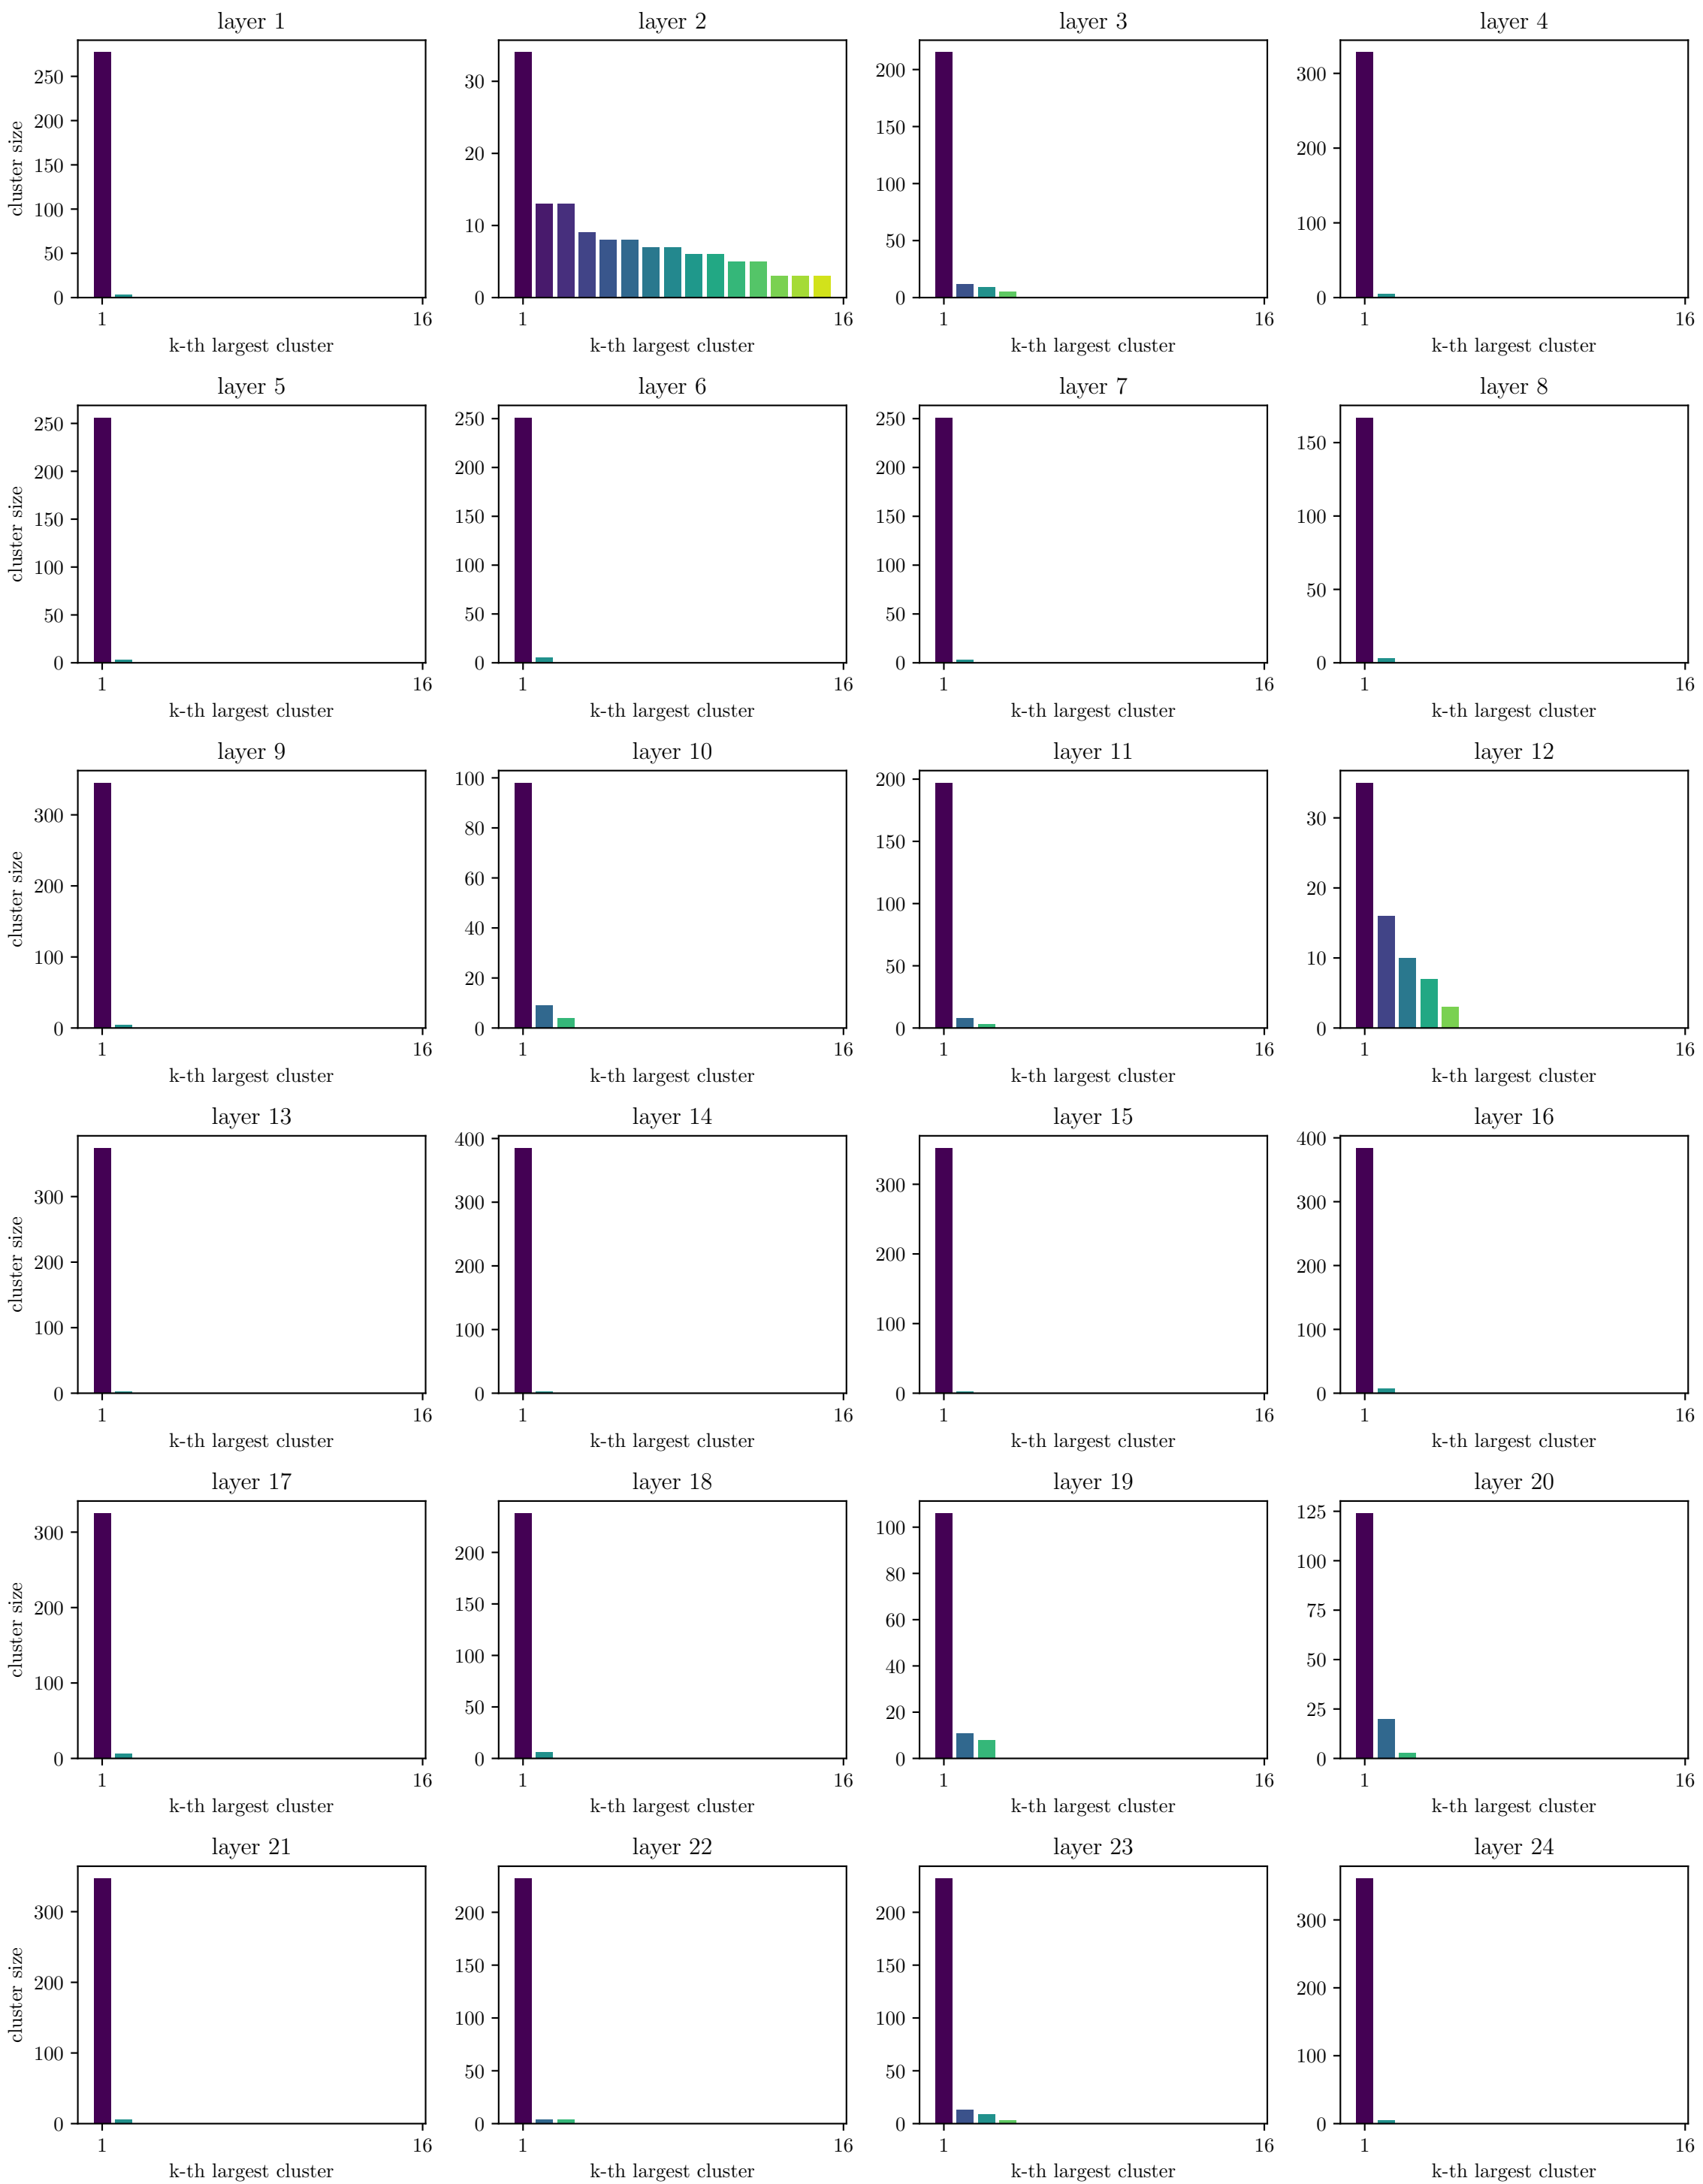 layer 1
250
200
150
100
50
0
cluster size
1 16
k-th largest cluster
layer 2
30
20
10
0
1 16
k-th largest cluster
layer 3
200
150
100
50
0
1 16
k-th largest cluster
layer 4
300
200
100
0
1 16
k-th largest cluster
layer 5
250
200
150
100
50
0
cluster size
1 16
k-th largest cluster
layer 6
250
200
150
100
50
0
1 16
k-th largest cluster
layer 7
250
200
150
100
50
0
1 16
k-th largest cluster
layer 8
150
100
50
0
1 16
k-th largest cluster
layer 9
300
200
100
0
cluster size
1 16
k-th largest cluster
layer 10
100
80
60
40
20
0
1 16
k-th largest cluster
layer 11
200
150
100
50
0
1 16
k-th largest cluster
layer 12
30
20
10
0
1 16
k-th largest cluster
layer 13
300
200
100
0
cluster size
1 16
k-th largest cluster
layer 14
400
300
200
100
0
1 16
k-th largest cluster
layer 15
300
200
100
0
1 16
k-th largest cluster
layer 16
400
300
200
100
0
1 16
k-th largest cluster
layer 17
300
200
100
0
cluster size
1 16
k-th largest cluster
layer 18
200
150
100
50
0
1 16
k-th largest cluster
layer 19
100
80
60
40
20
0
1 16
k-th largest cluster
layer 20
125
100
75
50
25
0
1 16
k-th largest cluster
layer 21
300
200
100
0
cluster size
1 16
k-th largest cluster
layer 22
200
150
100
50
0
1 16
k-th largest cluster
layer 23
200
150
100
50
0
1 16
k-th largest cluster
layer 24
300
200
100
0
1 16
k-th largest cluster